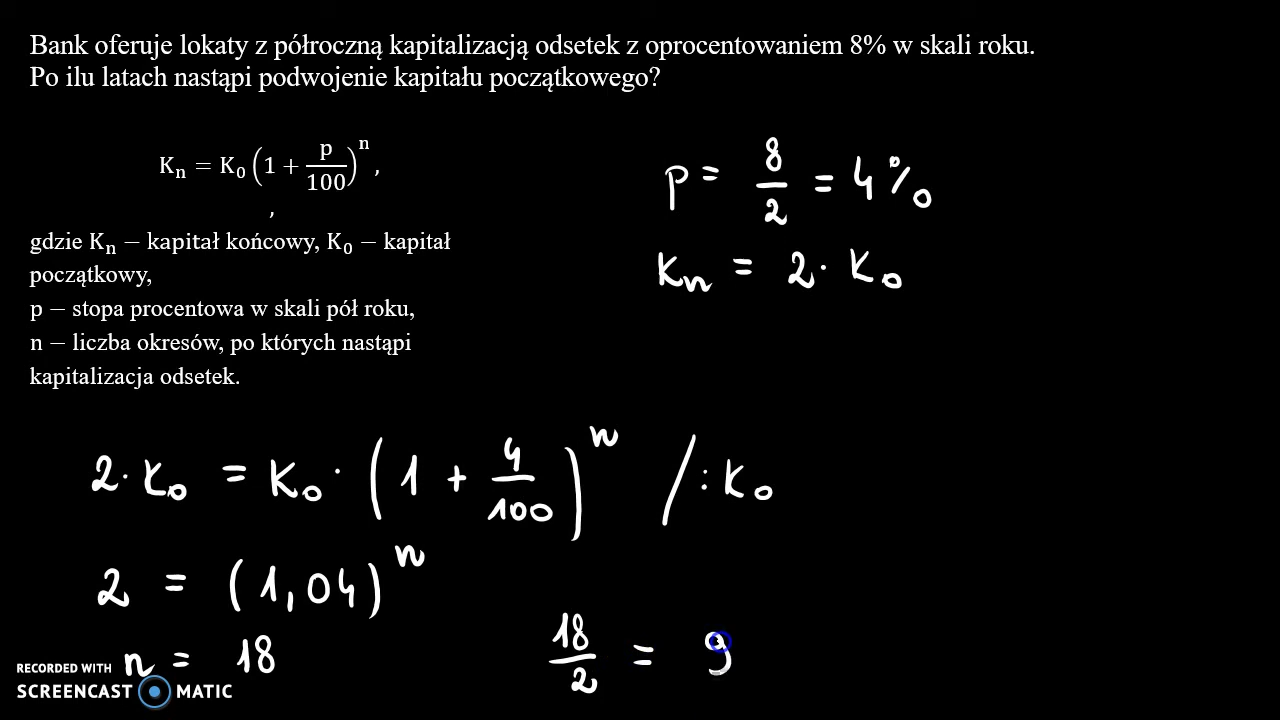 Bank oferuje lokaty z półroczną kapitalizacją odsetek z oprocentowaniem 8% w skali roku.
Po ilu latach nastąpi podwojenie kapitału początkowego?
Kₙ = K₀ (1 + p/100)ⁿ,
,
gdzie Kₙ – kapitał końcowy, K₀ – kapitał
początkowy,
p – stopa procentowa w skali pół roku,
n – liczba okresów, po których nastąpi
kapitalizacja odsetek.
p = 8/2 = 4%
Kₙ = 2 · K₀
2 · K₀ = K₀ · (1 + 4/100)ⁿ /: K₀
2 = (1,04)ⁿ
n = 18
18/2 = 9
RECORDED WITH
SCREENCAST MATIC